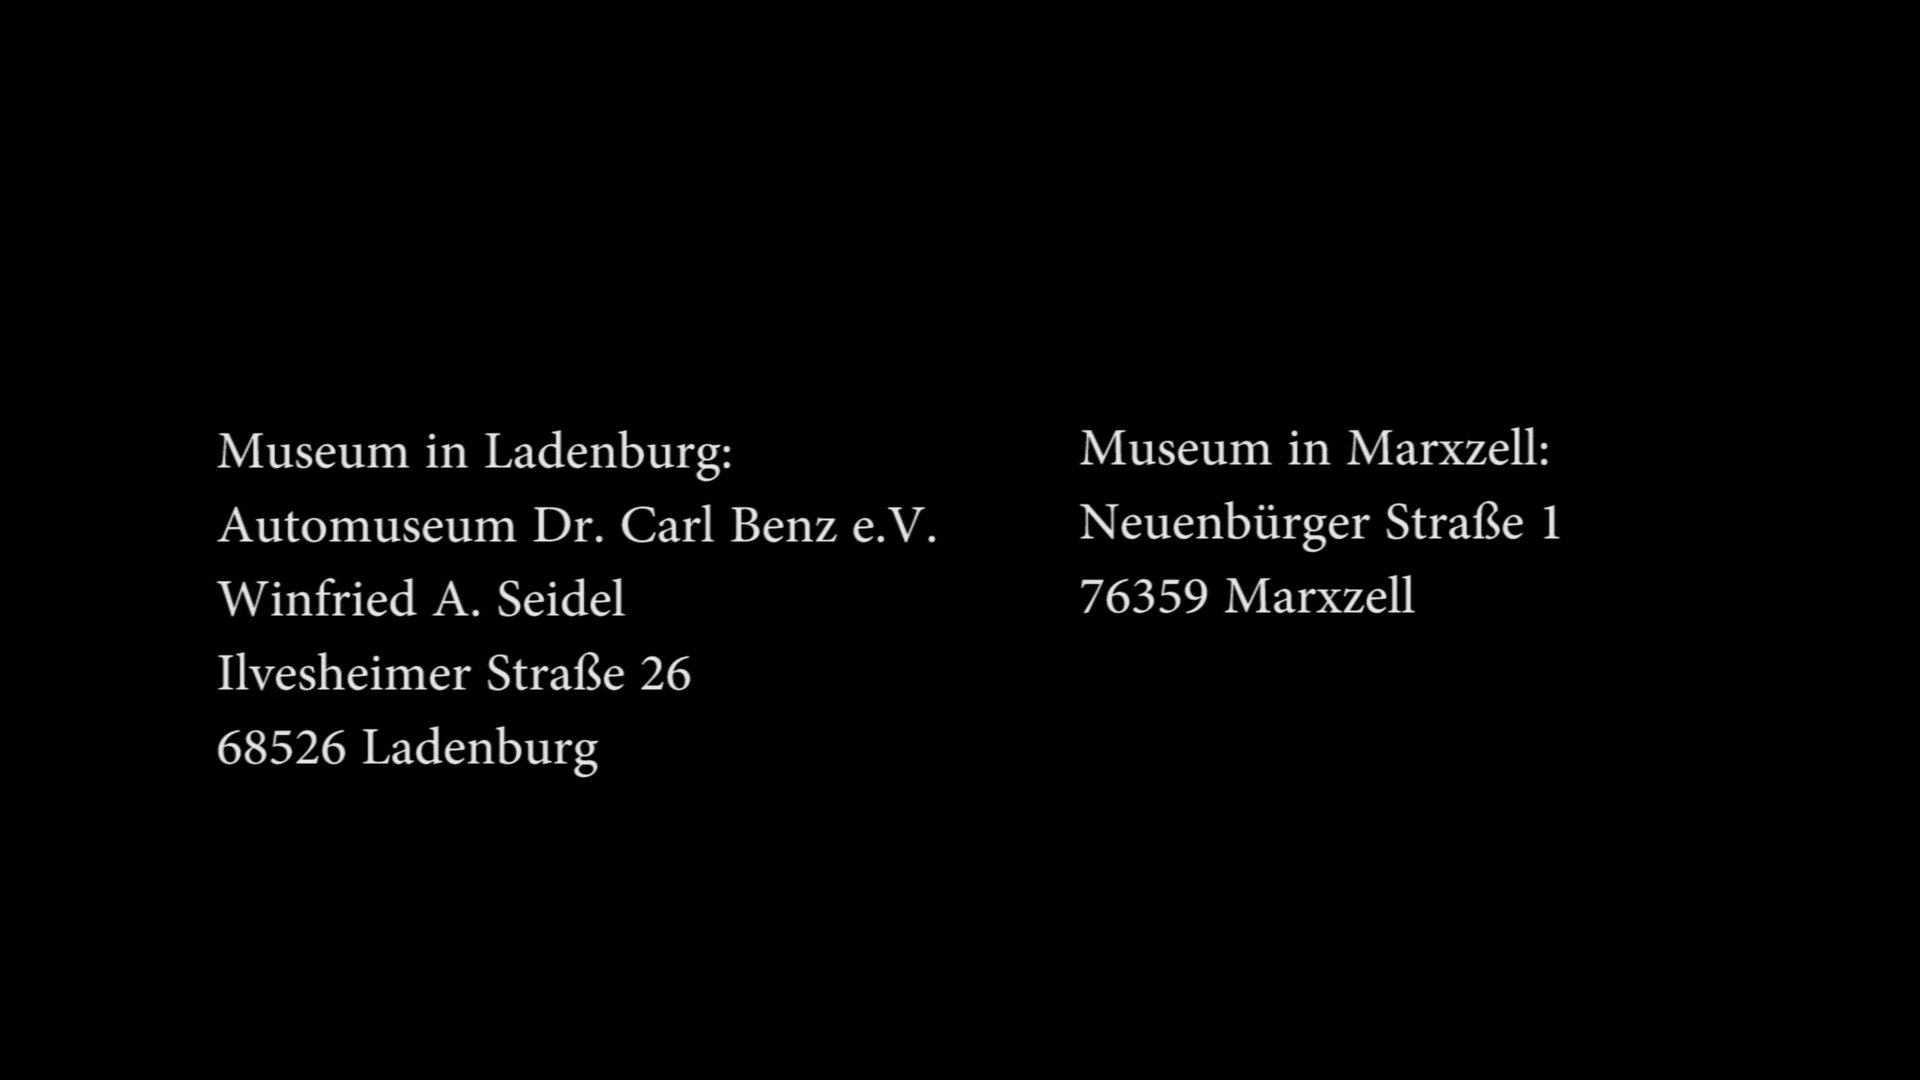 Museum in Ladenburg:
Automuseum Dr. Carl Benz e.V.
Winfried A. Seidel
Ilvesheimer Straße 26
68526 Ladenburg
Museum in Marxzell:
Neuenbürger Straße 1
76359 Marxzell